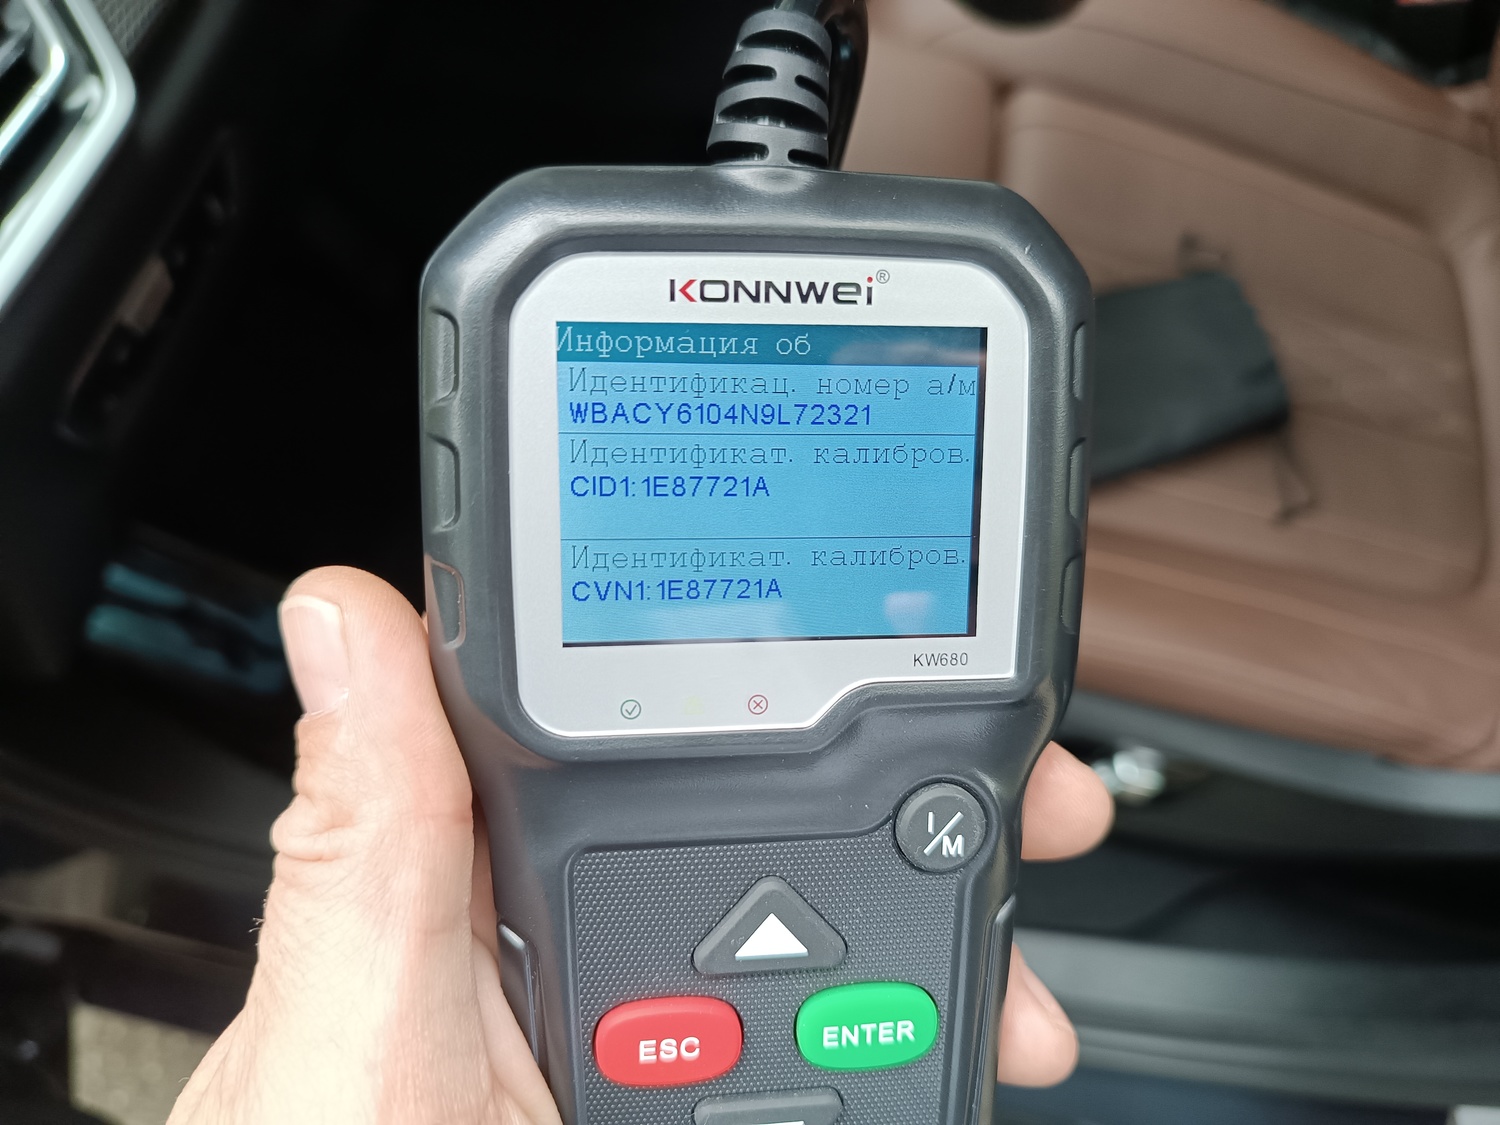 KONNWEI®
Информация об
Идентификац. номер а/м
WBACY6104N9L72321
Идентификат. калибров.
CID1:1E87721A
Идентификат. калибров.
CVN1:1E87721A
KW680
I/M
ESC
ENTER